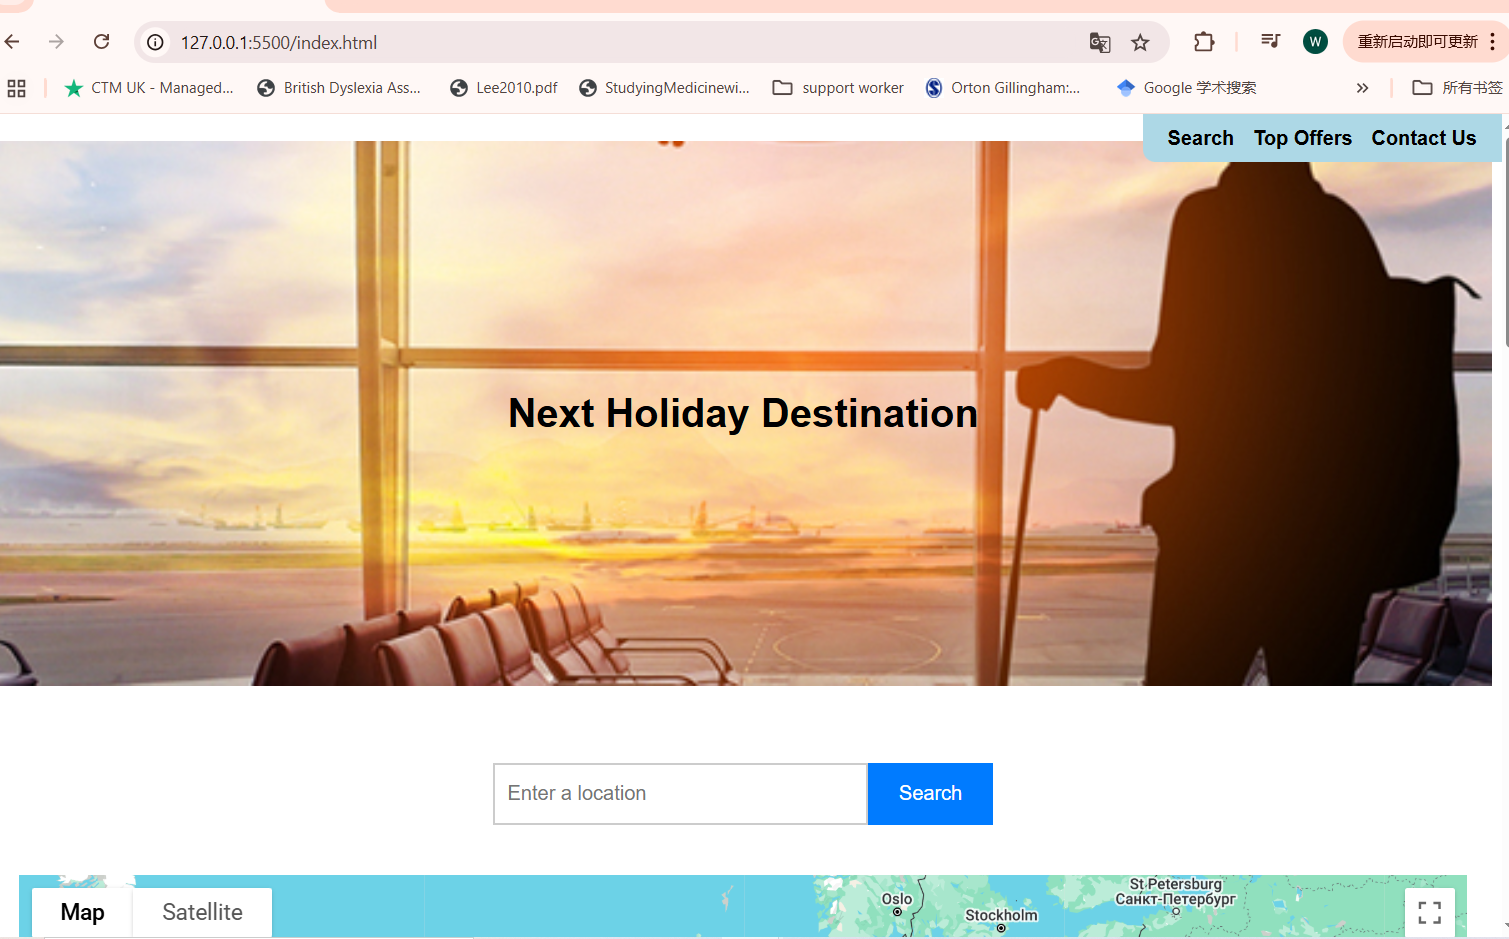 127.0.0.1:5500/index.html
W
重新启动即可更新
CTM UK - Managed...
British Dyslexia Ass...
Lee2010.pdf
StudyingMedicinewi...
support worker
Orton Gillingham:...
Google 学术搜索
所有书签
Search
Top Offers
Contact Us
Next Holiday Destination
Enter a location
Search
Map
Satellite
Oslo
Stockholm
St Petersburg
Санкт-Петербург